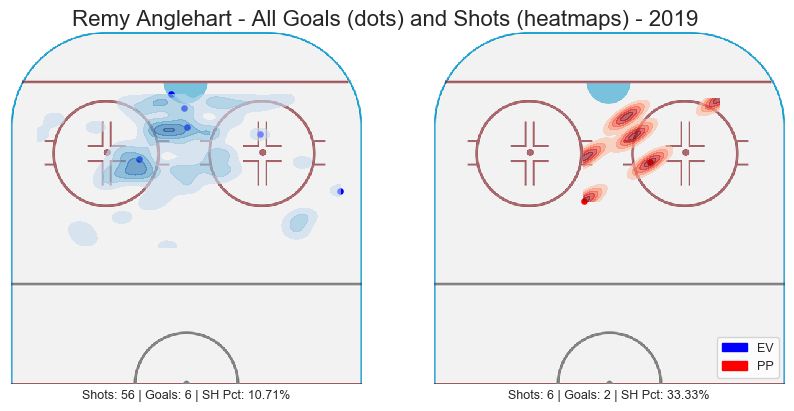 Remy Anglehart - All Goals (dots) and Shots (heatmaps) - 2019
EV
PP
Shots: 56 | Goals: 6 | SH Pct: 10.71%
Shots: 6 | Goals: 2 | SH Pct: 33.33%